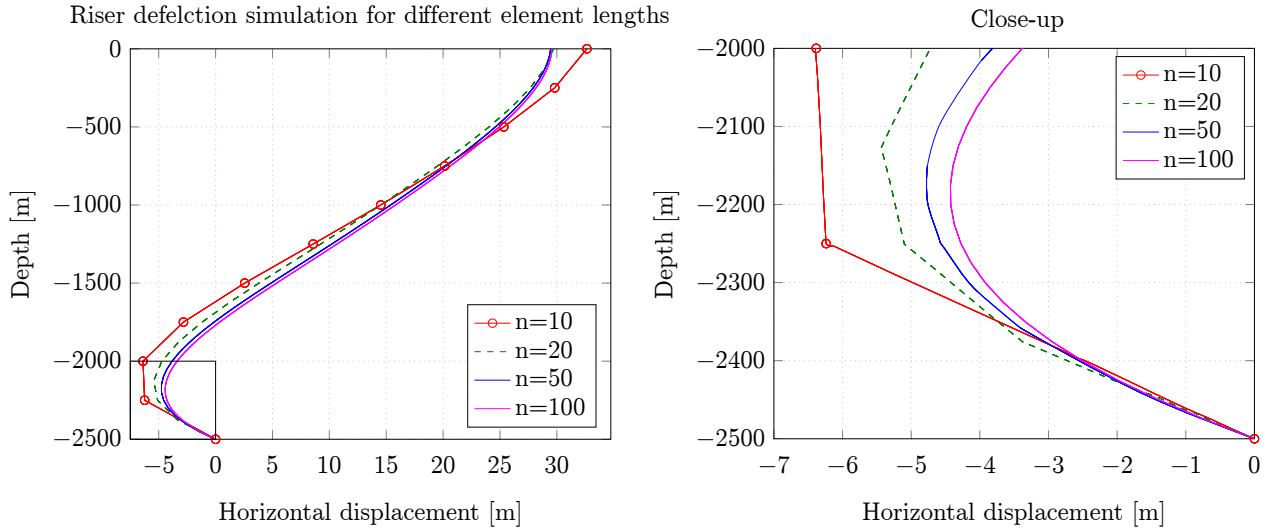 Riser defelction simulation for different element lengths
0
−500
−1000
−1500
−2000
−2500
Depth [m]
−5 0 5 10 15 20 25 30
Horizontal displacement [m]
n=10
n=20
n=50
n=100
Close-up
−2000
−2100
−2200
−2300
−2400
−2500
Depth [m]
−7 −6 −5 −4 −3 −2 −1 0
Horizontal displacement [m]
n=10
n=20
n=50
n=100